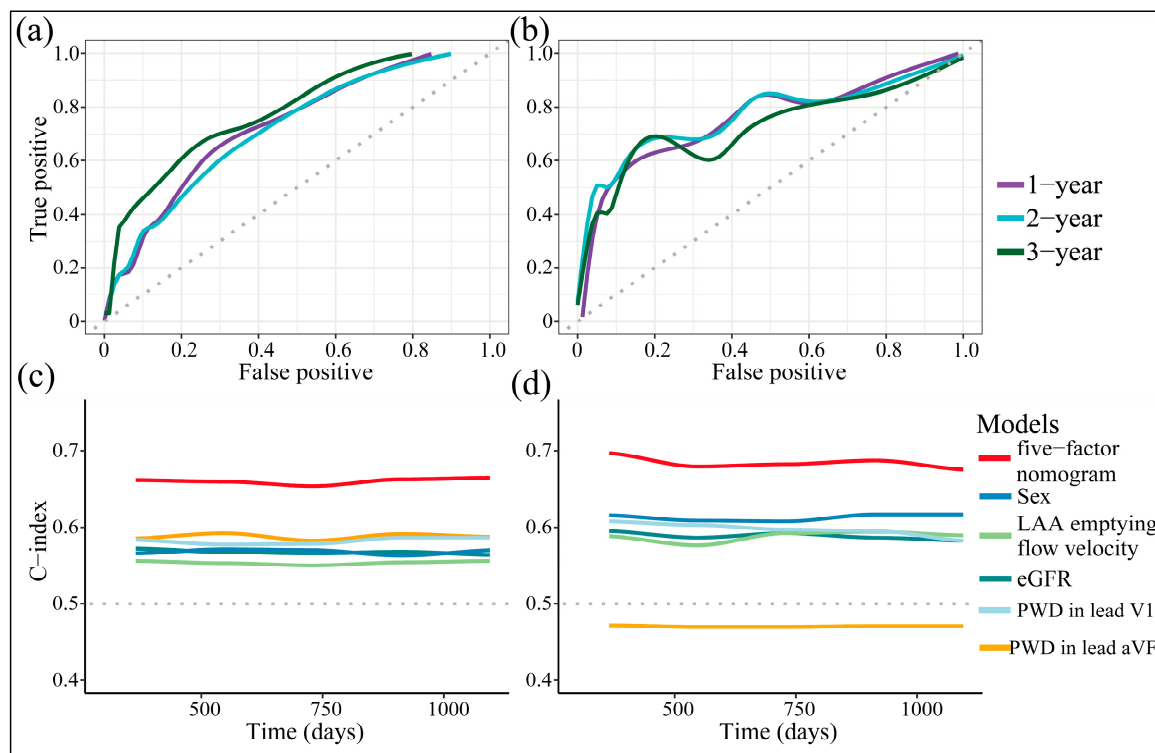 (a)
(b)
True positive
1.0
0.8
0.6
0.4
0.2
0
0 0.2 0.4 0.6 0.8 1.0
False positive
1.0
0.8
0.6
0.4
0.2
0
0 0.2 0.4 0.6 0.8 1.0
False positive
1−year
2−year
3−year
(c)
(d)
C−index
0.7
0.6
0.5
0.4
500 750 1000
Time (days)
0.7
0.6
0.5
0.4
500 750 1000
Time (days)
Models
five−factor
nomogram
Sex
LAA emptying
flow velocity
eGFR
PWD in lead V1
PWD in lead aVF